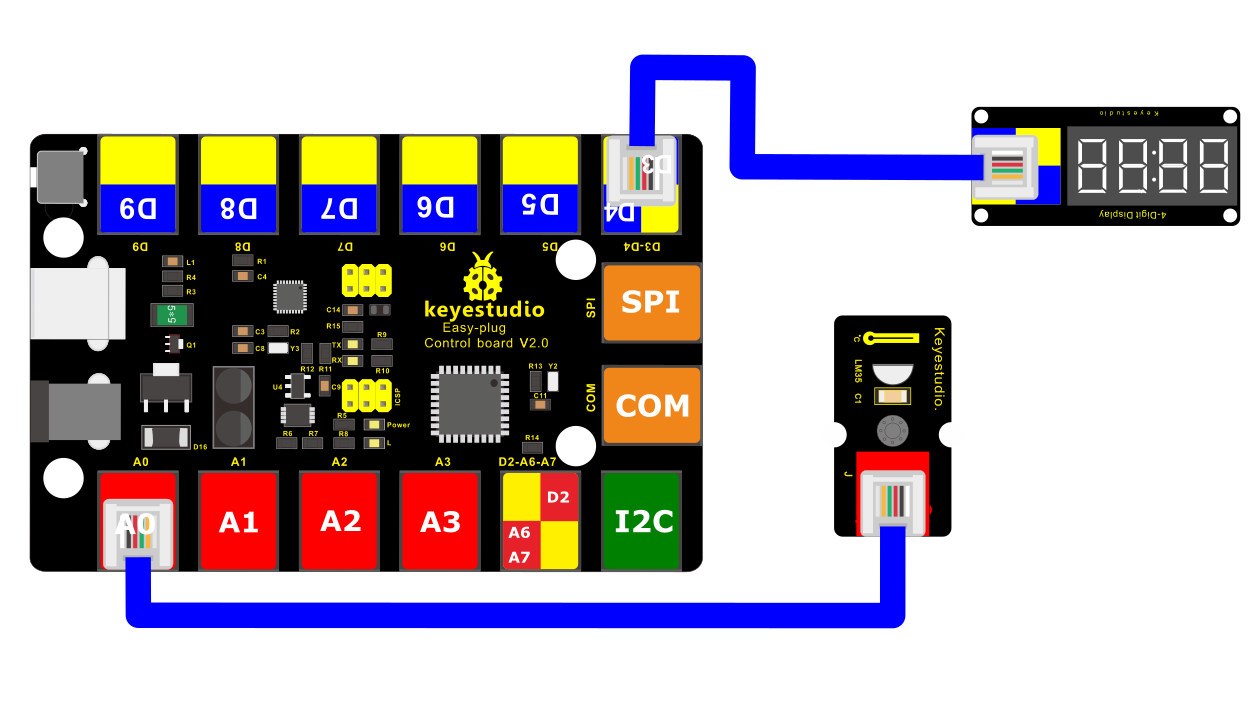 Keyestudio
4-Digit Display
D9
D8
D7
D6
D5
D3
D4
D9
D8
D7
D6
D5
D3-D4
L1
R4
R3
5*5
Q1
D16
R1
C4
C3
R2
C8
Y3
R12
R11
U4
C9
R6
R7
R5
R8
C14
R15
TX
RX
R9
R10
ICSP
Power
L
keyestudio
Easy-plug
Control board V2.0
R13
Y2
C11
R14
SPI
SPI
COM
COM
A0
A1
A2
A3
D2-A6-A7
A0
A1
A2
A3
D2
A6
A7
I2C
Keyestudio.
°C
LM35
C1
J